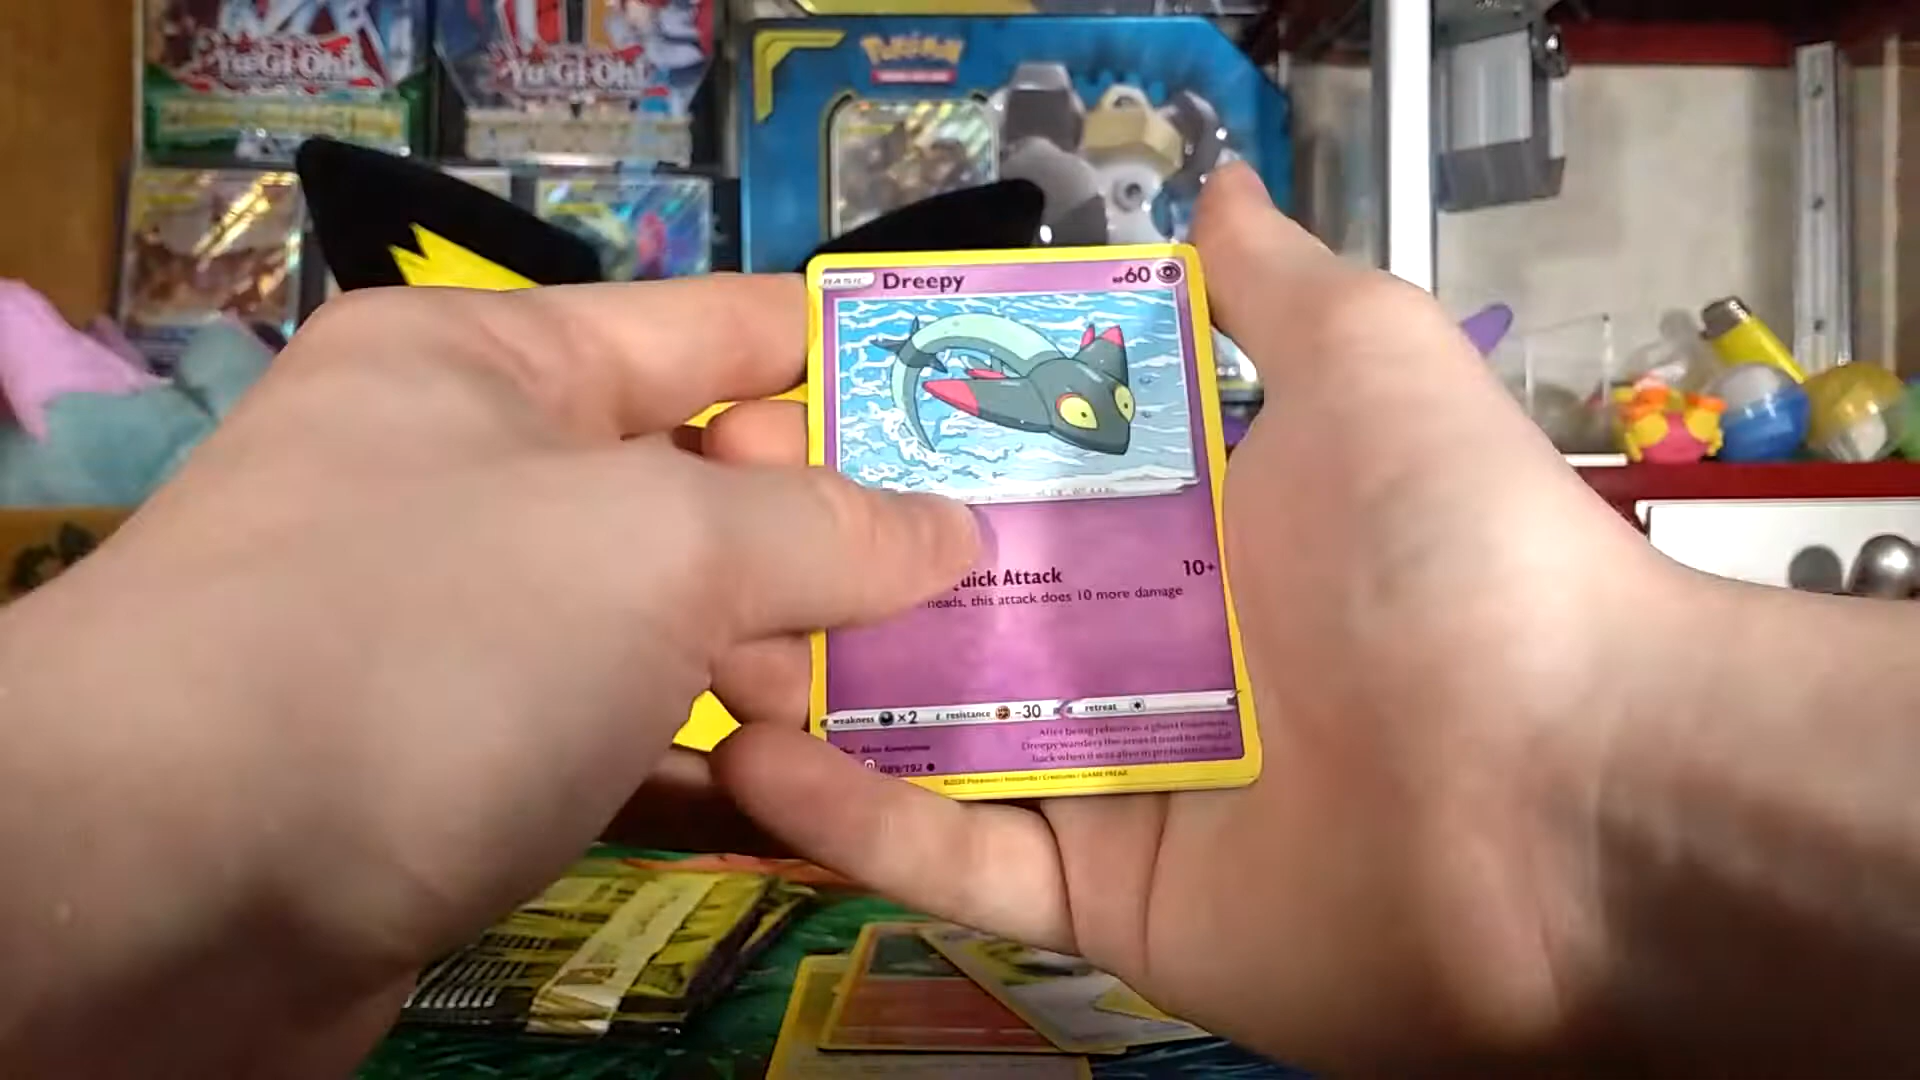 Yu-Gi-Oh!
Yu-Gi-Oh!
Pokémon
BASIC Dreepy HP60
Quick Attack 10+
heads, this attack does 10 more damage
weakness ×2 resistance -30 retreat
After being reborn as a ghost Pokémon,
Dreepy wanders the areas it used to inhabit
back when it was alive in prehistoric seas.
089/192
©2020 Pokémon / Nintendo / Creatures / GAME FREAK